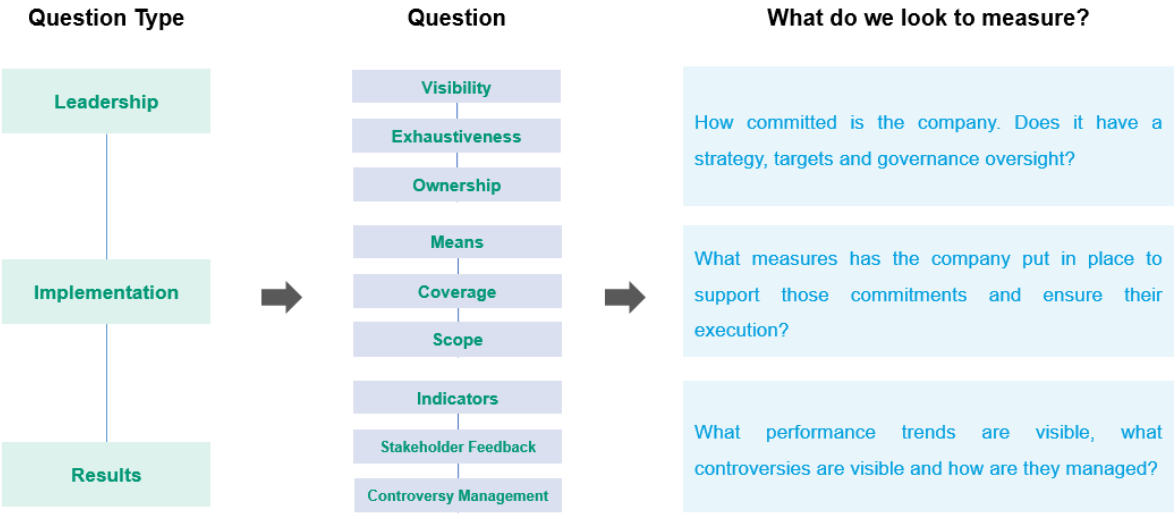 Question Type
Question
What do we look to measure?
Leadership
Visibility
Exhaustiveness
Ownership
How committed is the company. Does it have a
strategy, targets and governance oversight?
Implementation
Means
Coverage
Scope
What measures has the company put in place to
support those commitments and ensure their
execution?
Results
Indicators
Stakeholder Feedback
Controversy Management
What performance trends are visible, what
controversies are visible and how are they managed?